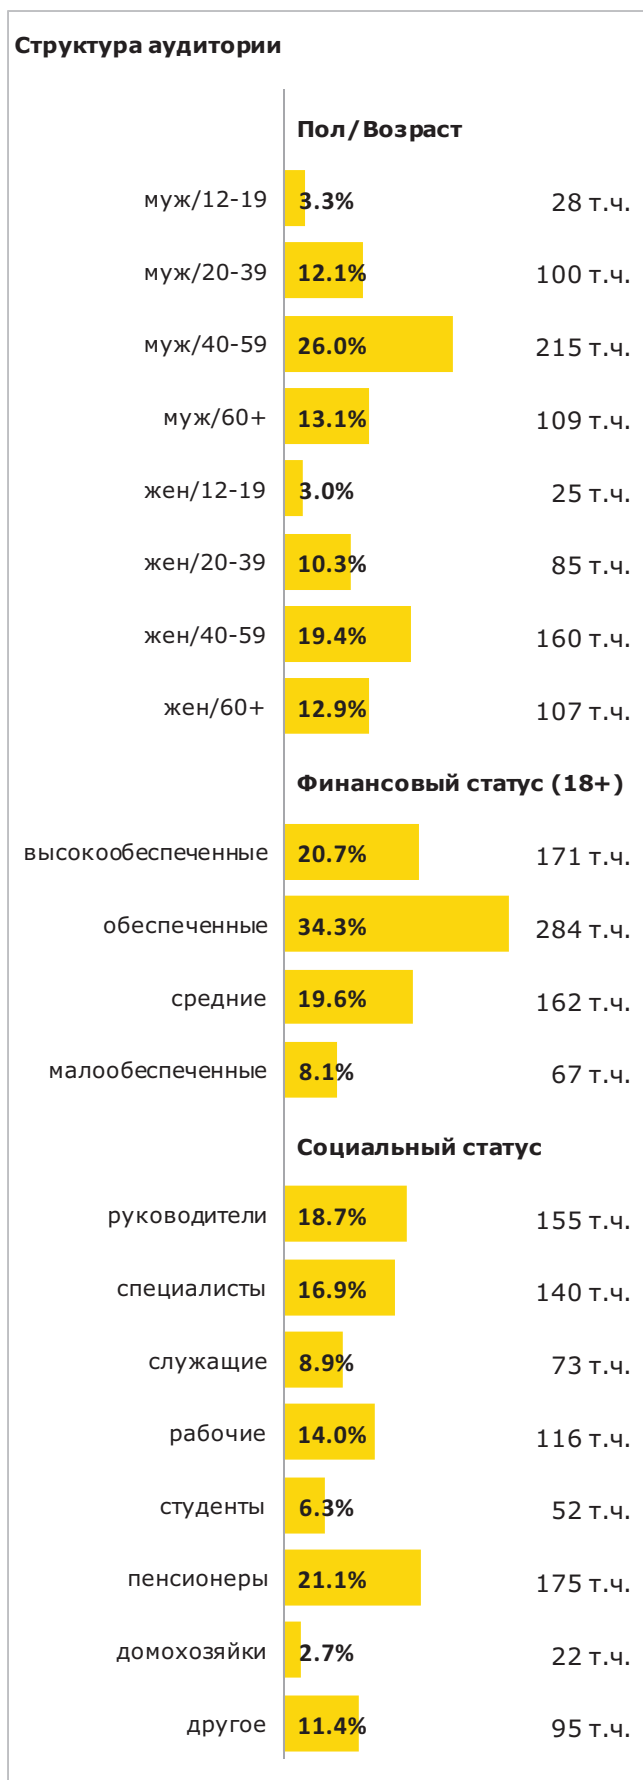 Структура аудитории
Пол/Возраст
муж/12-19 3.3% 28 т.ч.
муж/20-39 12.1% 100 т.ч.
муж/40-59 26.0% 215 т.ч.
муж/60+ 13.1% 109 т.ч.
жен/12-19 3.0% 25 т.ч.
жен/20-39 10.3% 85 т.ч.
жен/40-59 19.4% 160 т.ч.
жен/60+ 12.9% 107 т.ч.
Финансовый статус (18+)
высокообеспеченные 20.7% 171 т.ч.
обеспеченные 34.3% 284 т.ч.
средние 19.6% 162 т.ч.
малообеспеченные 8.1% 67 т.ч.
Социальный статус
руководители 18.7% 155 т.ч.
специалисты 16.9% 140 т.ч.
служащие 8.9% 73 т.ч.
рабочие 14.0% 116 т.ч.
студенты 6.3% 52 т.ч.
пенсионеры 21.1% 175 т.ч.
домохозяйки 2.7% 22 т.ч.
другое 11.4% 95 т.ч.